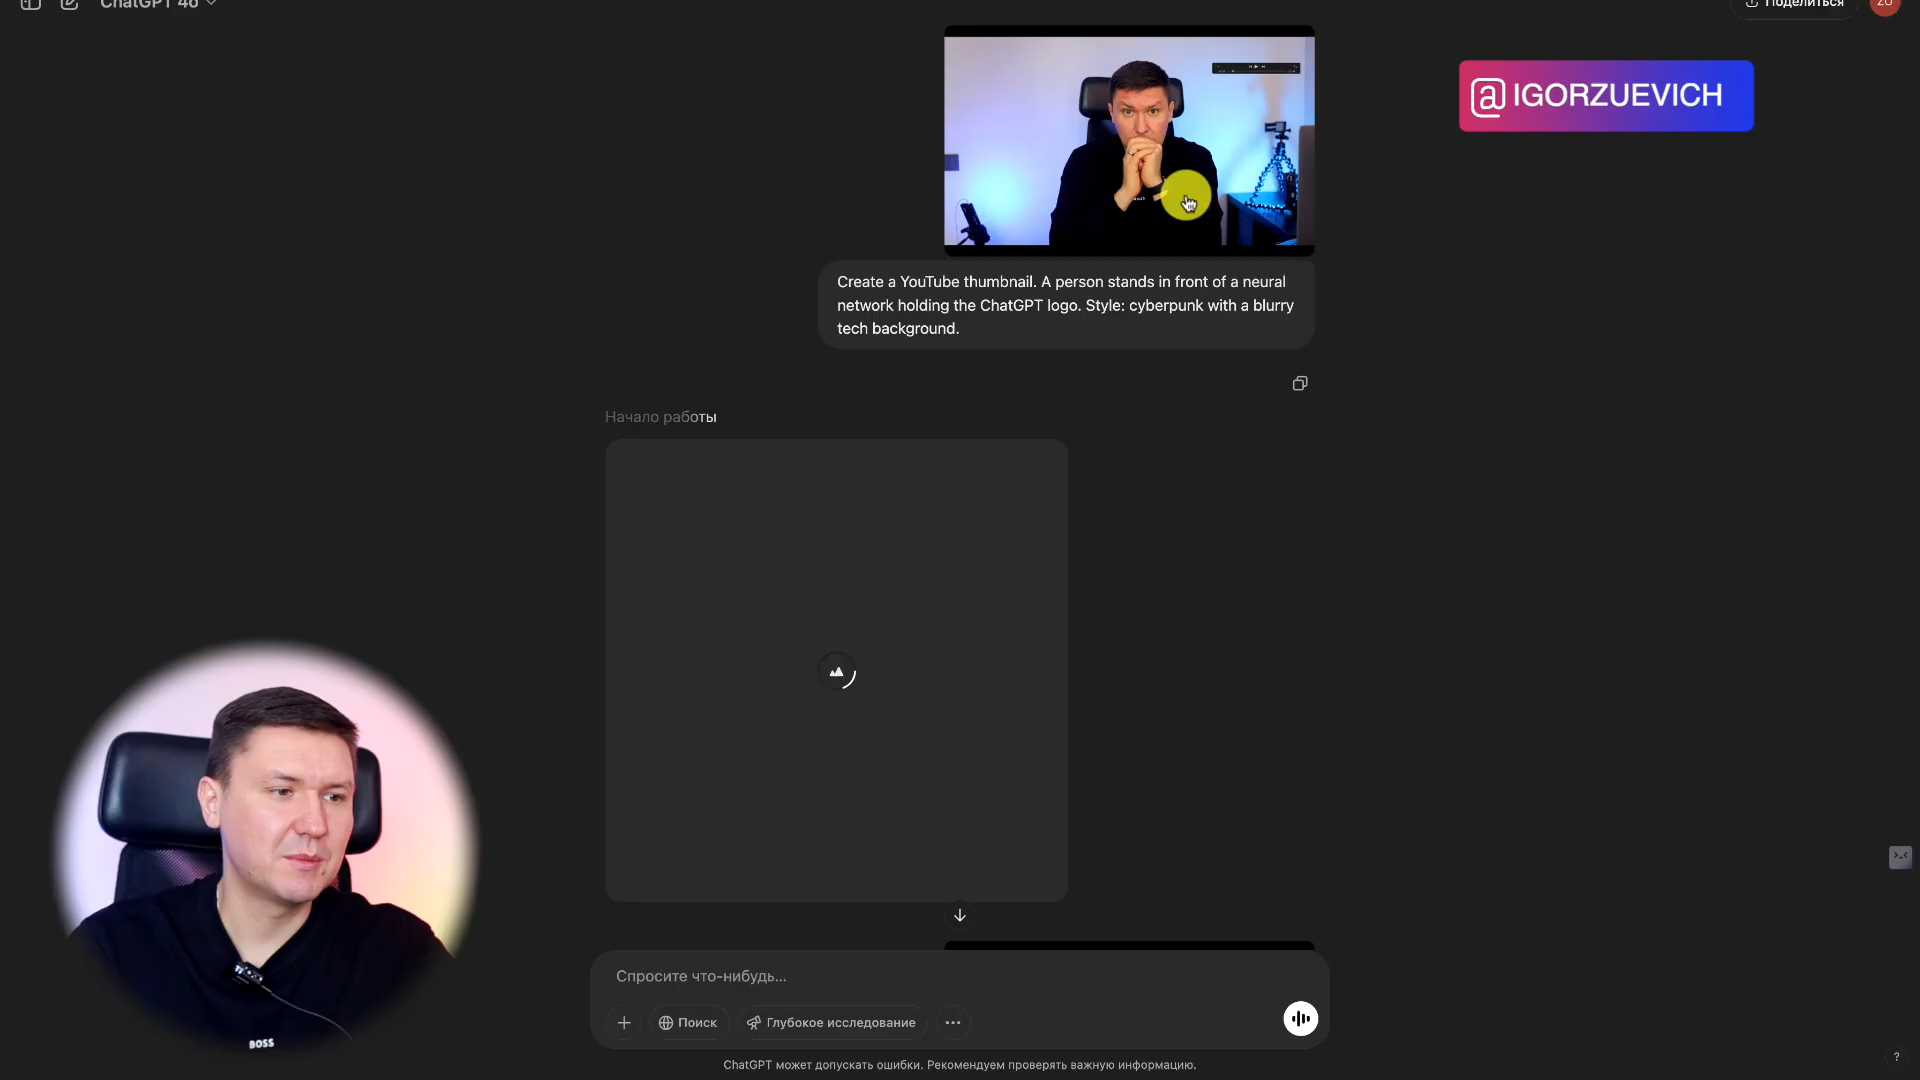 ChatGPT 4o
Поделиться
ZU
@IGORZUEVICH
Create a YouTube thumbnail. A person stands in front of a neural
network holding the ChatGPT logo. Style: cyberpunk with a blurry
tech background.
Начало работы
BOSS
Спросите что-нибудь...
Поиск
Глубокое исследование
ChatGPT может допускать ошибки. Рекомендуем проверять важную информацию.
?